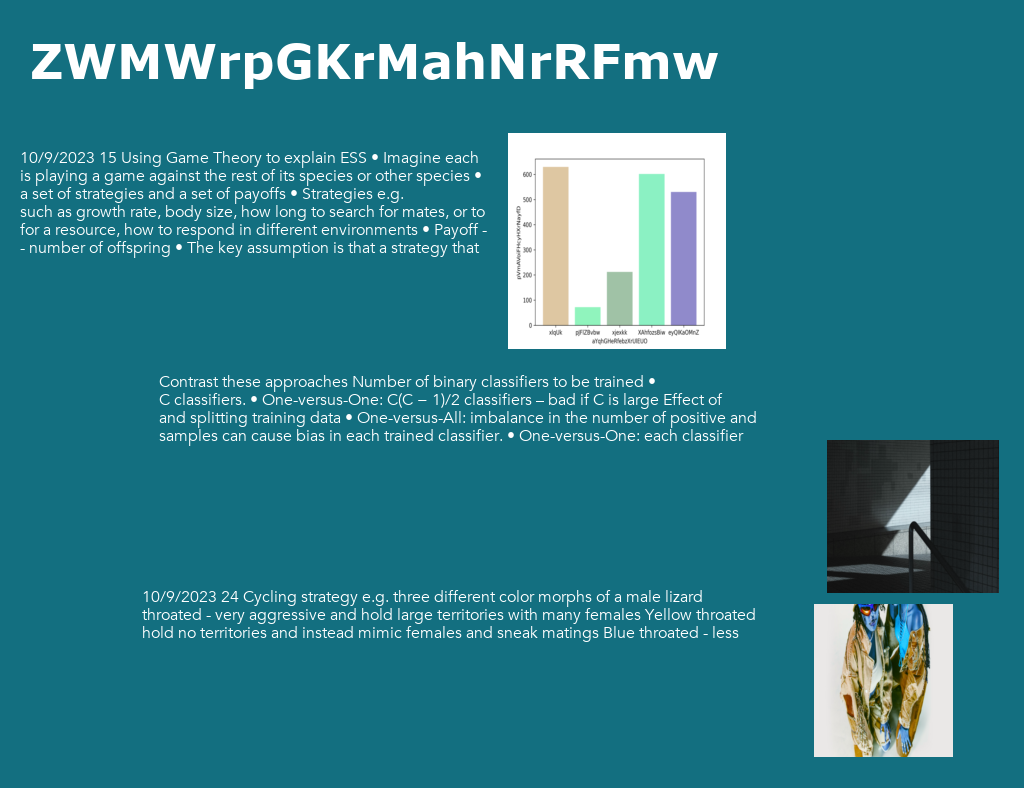 ZWMWrpGKrMahNrRFmw
10/9/2023 15 Using Game Theory to explain ESS • Imagine each
is playing a game against the rest of its species or other species •
a set of strategies and a set of payoffs • Strategies e.g.
such as growth rate, body size, how long to search for mates, or to
for a resource, how to respond in different environments • Payoff -
- number of offspring • The key assumption is that a strategy that
600
500
400
300
200
100
0
xlqUk pjFlZBvbw xjexkk XAhfozsBiw eyQIKaOMnZ
Contrast these approaches Number of binary classifiers to be trained •
C classifiers. • One-versus-One: C(C − 1)/2 classifiers – bad if C is large Effect of
and splitting training data • One-versus-All: imbalance in the number of positive and
samples can cause bias in each trained classifier. • One-versus-One: each classifier
10/9/2023 24 Cycling strategy e.g. three different color morphs of a male lizard
throated - very aggressive and hold large territories with many females Yellow throated
hold no territories and instead mimic females and sneak matings Blue throated - less